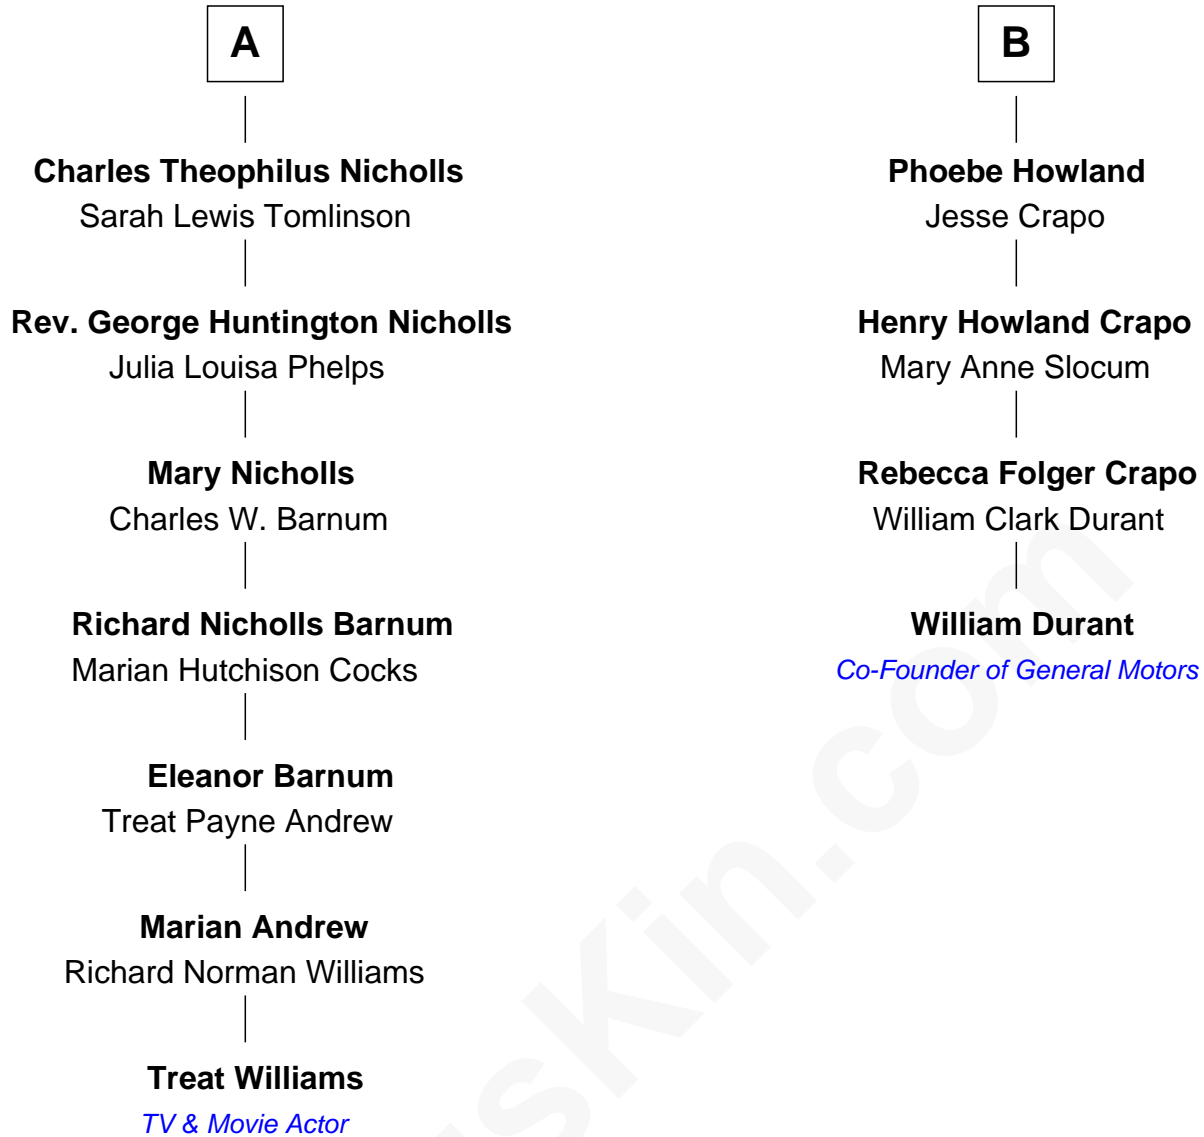 A
Charles Theophilus Nicholls
Sarah Lewis Tomlinson
Rev. George Huntington Nicholls
Julia Louisa Phelps
Mary Nicholls
Charles W. Barnum
Richard Nicholls Barnum
Marian Hutchison Cocks
Eleanor Barnum
Treat Payne Andrew
Marian Andrew
Richard Norman Williams
Treat Williams
TV & Movie Actor
B
Phoebe Howland
Jesse Crapo
Henry Howland Crapo
Mary Anne Slocum
Rebecca Folger Crapo
William Clark Durant
William Durant
Co-Founder of General Motors
sKin.com